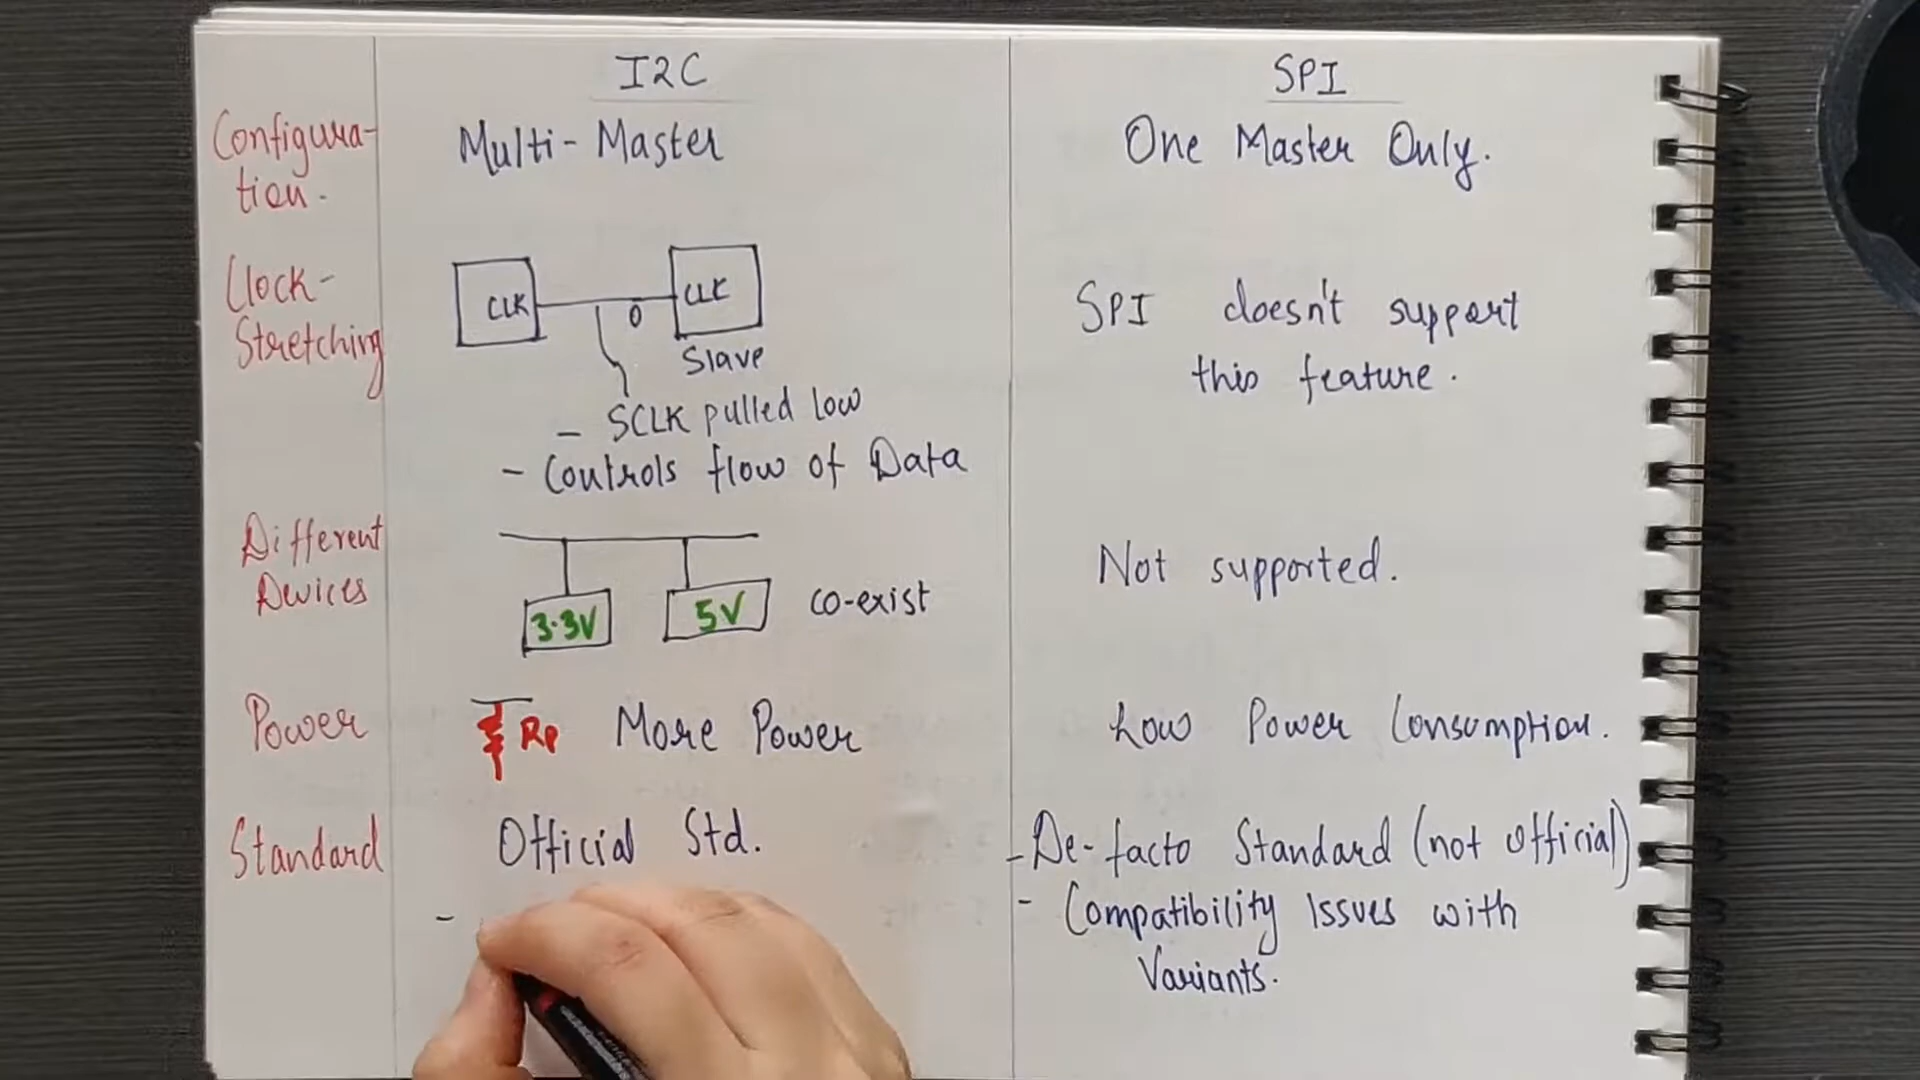 I2C
SPI
Configura-
tion.
Multi-Master
One Master Only.
Clock-
Stretching
CLK
CLK
0
Slave
- SCLK pulled low
- Controls flow of Data
SPI doesn't support
this feature.
Different
Devices
3.3V
5V
co-exist
Not supported.
Power
Rp
More Power
Low Power Consumption.
Standard
Official Std.
-
- De-facto Standard (not official)
- Compatibility Issues with
Variants.